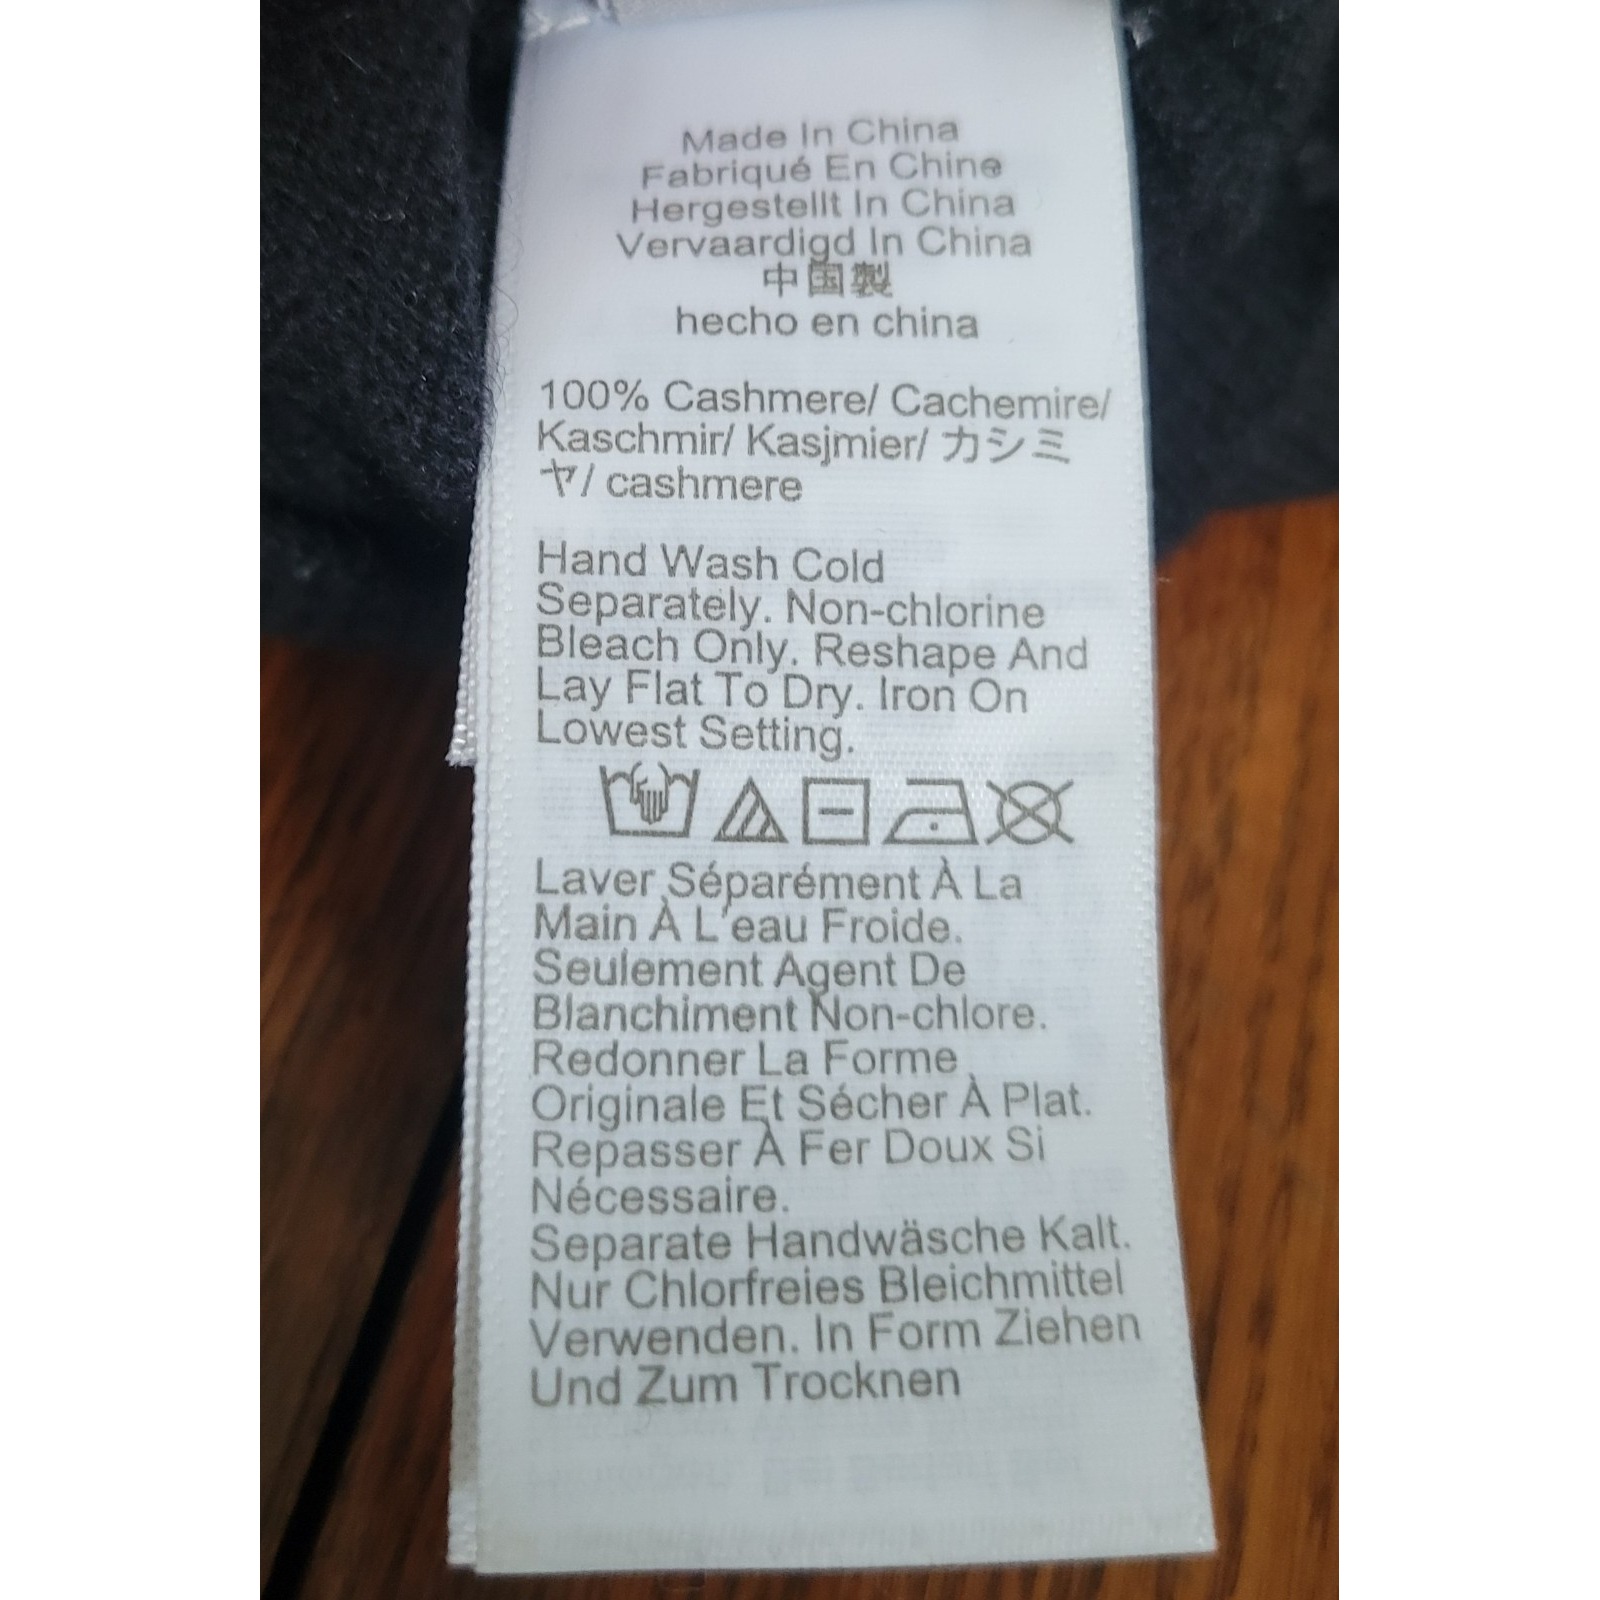 Made In China
Fabriqué En Chine
Hergestellt In China
Vervaardigd In China
中国製
hecho en china
100% Cashmere/ Cachemire/
Kaschmir/ Kasjmier/ カシミ
ヤ/ cashmere
Hand Wash Cold
Separately. Non-chlorine
Bleach Only. Reshape And
Lay Flat To Dry. Iron On
Lowest Setting.
Laver Séparément À La
Main À L'eau Froide.
Seulement Agent De
Blanchiment Non-chlore.
Redonner La Forme
Originale Et Sécher À Plat.
Repasser À Fer Doux Si
Nécessaire.
Separate Handwäsche Kalt.
Nur Chlorfreies Bleichmittel
Verwenden. In Form Ziehen
Und Zum Trocknen